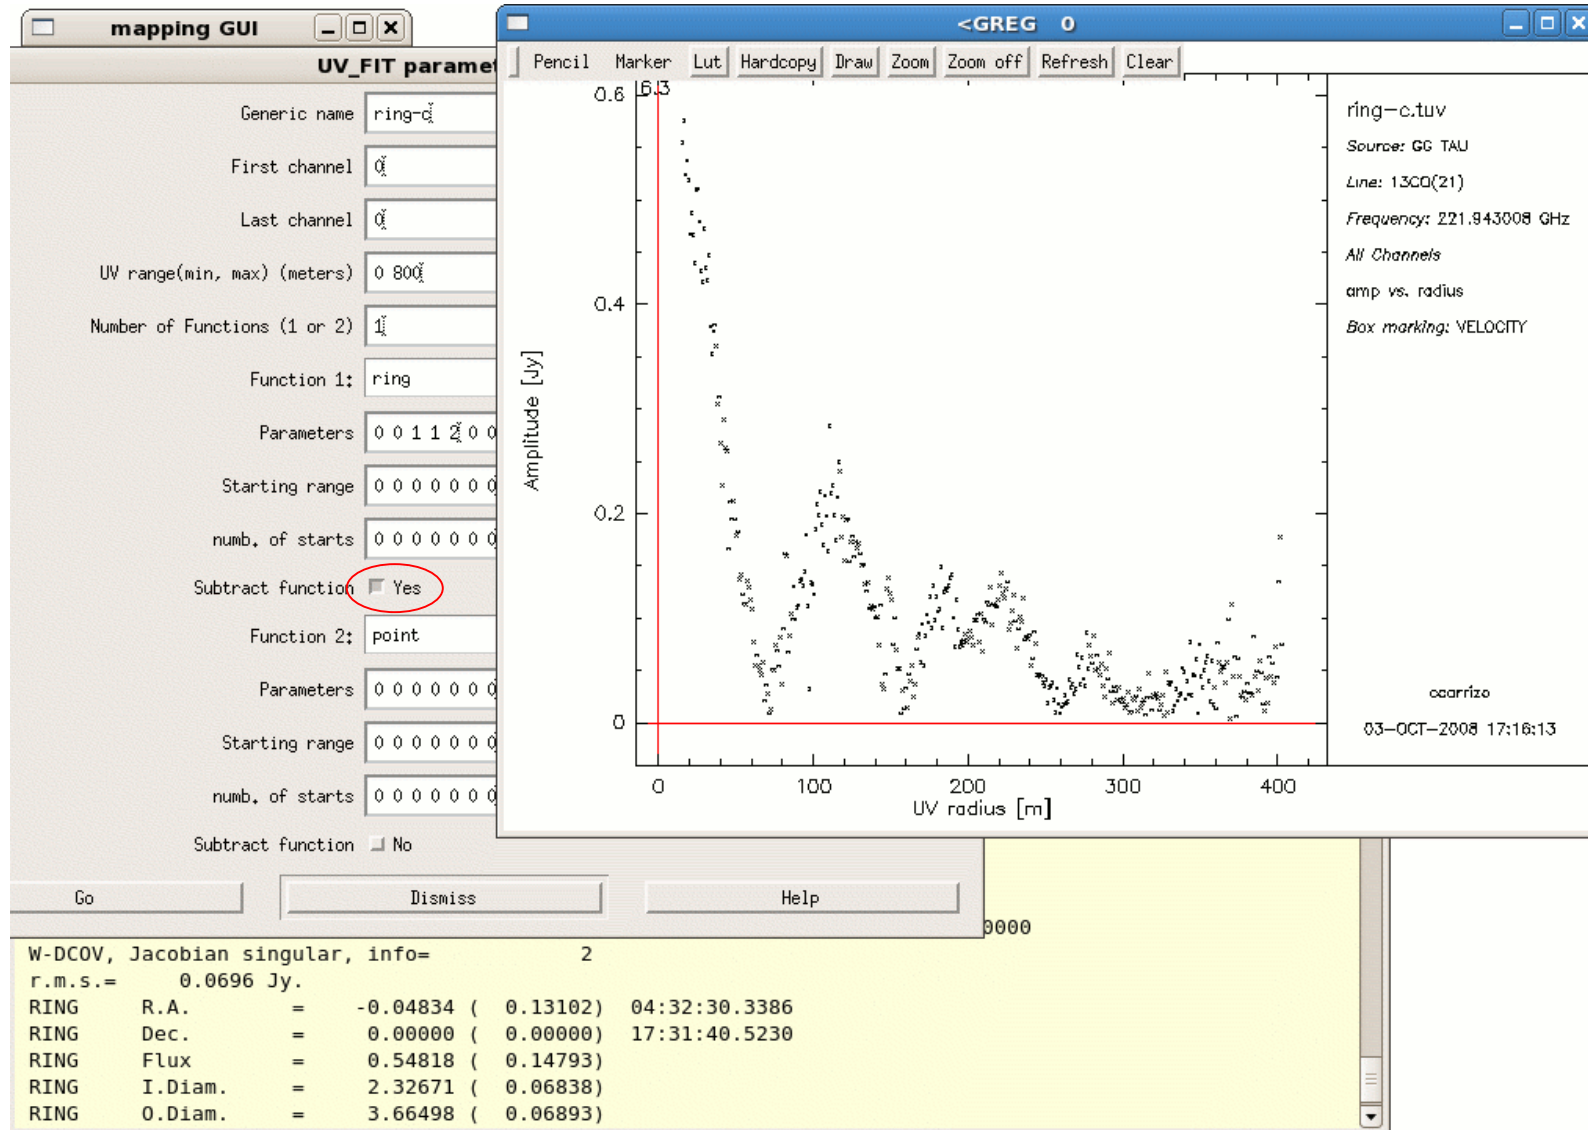 mapping GUI
UV_FIT paramet
Generic name ring-c
First channel 0
Last channel 0
UV range(min, max) (meters) 0 800
Number of Functions (1 or 2) 1
Function 1: ring
Parameters 0 0 1 1 2 0 0
Starting range 0 0 0 0 0 0 0
numb. of starts 0 0 0 0 0 0 0
Subtract function Yes
Function 2: point
Parameters 0 0 0 0 0 0 0
Starting range 0 0 0 0 0 0 0
numb. of starts 0 0 0 0 0 0 0
Subtract function No
Go Dismiss Help
<GREG 0
Pencil Marker Lut Hardcopy Draw Zoom Zoom off Refresh Clear
0.6
0.4
0.2
0
Amplitude [Jy]
0 100 200 300 400
UV radius [m]
ring-c.tuv
Source: GG TAU
Line: 13CO(21)
Frequency: 221.943008 GHz
All Channels
amp vs. radius
Box marking: VELOCITY
ccarrizo
03-OCT-2008 17:16:13
0000
W-DCOV, Jacobian singular, info= 2
r.m.s.= 0.0696 Jy.
RING R.A. = -0.04834 ( 0.13102) 04:32:30.3386
RING Dec. = 0.00000 ( 0.00000) 17:31:40.5230
RING Flux = 0.54818 ( 0.14793)
RING I.Diam. = 2.32671 ( 0.06838)
RING O.Diam. = 3.66498 ( 0.06893)